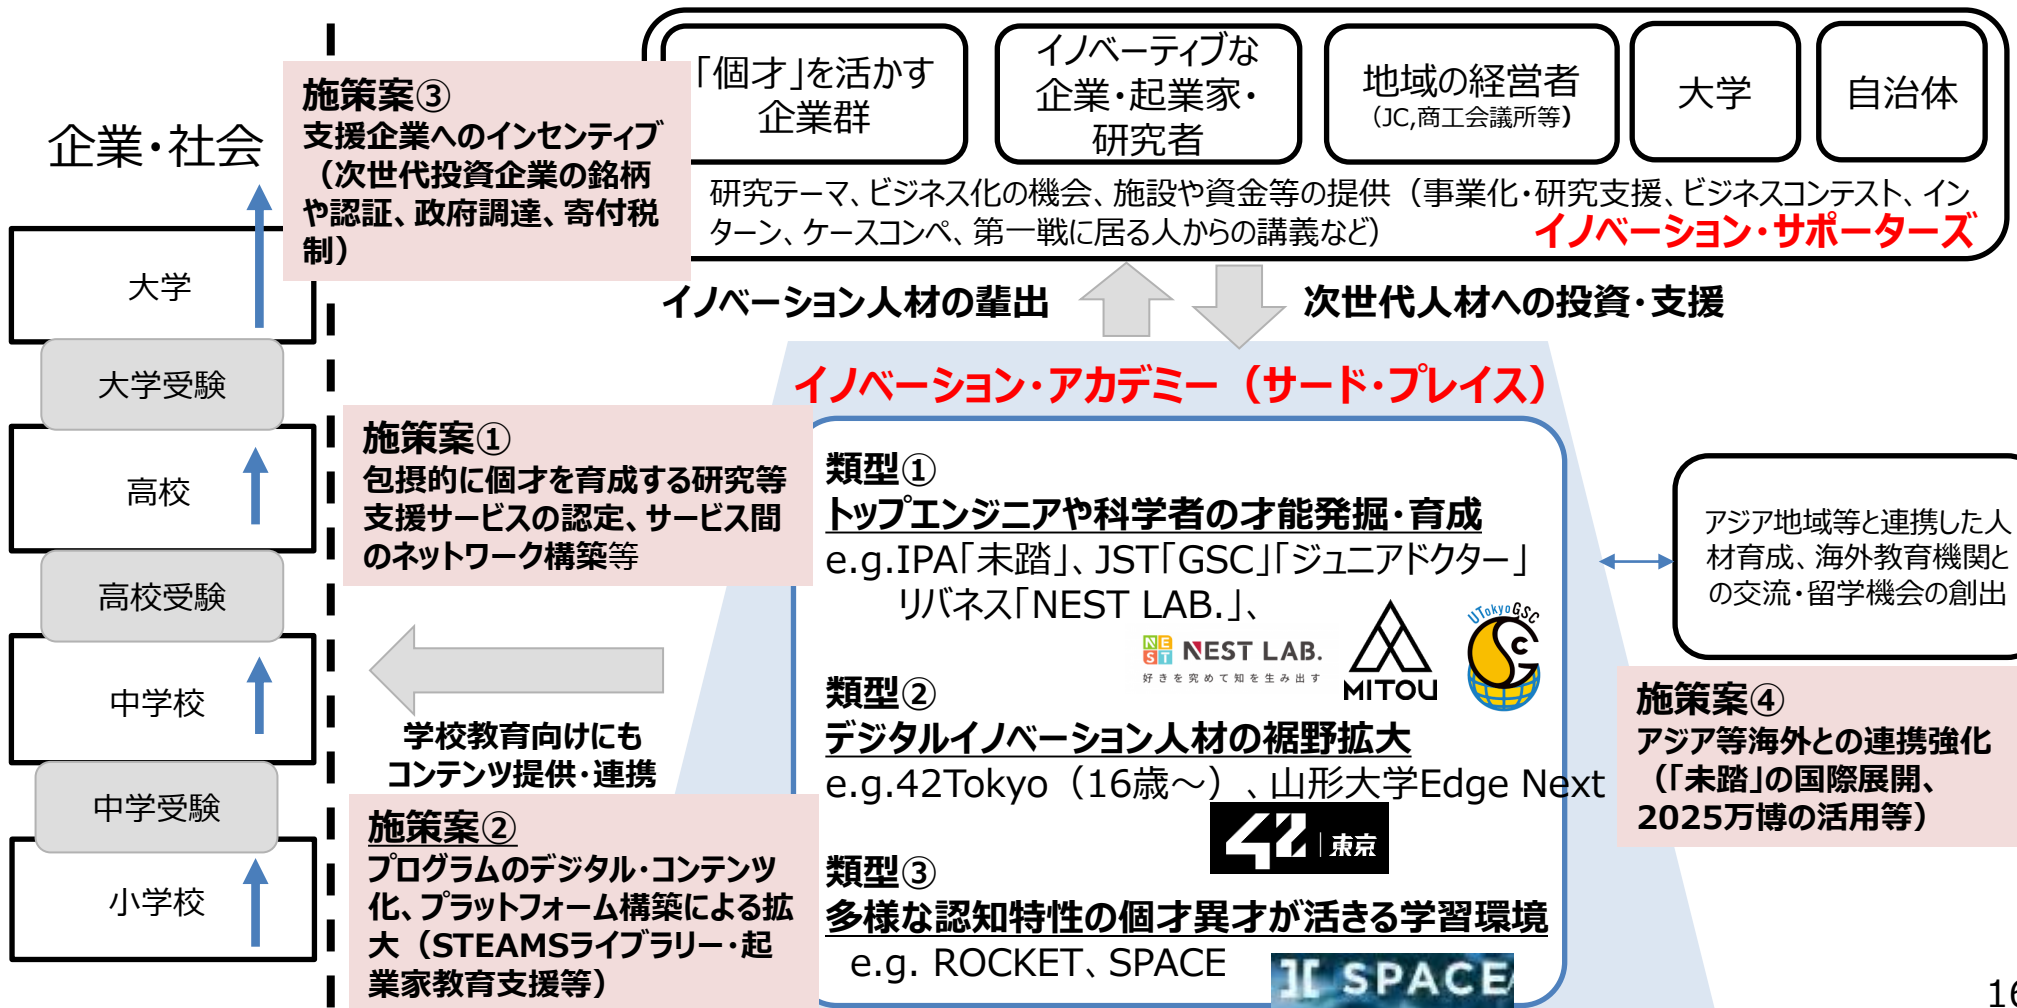 企業・社会
大学
大学受験
高校
高校受験
中学校
中学受験
小学校
施策案③
支援企業へのインセンティブ
（次世代投資企業の銘柄
や認証、政府調達、寄付税
制）
「個才」を活かす
企業群
イノベーティブな
企業・起業家・
研究者
地域の経営者
（JC,商工会議所等）
大学
自治体
研究テーマ、ビジネス化の機会、施設や資金等の提供（事業化・研究支援、ビジネスコンテスト、イン
ターン、ケースコンペ、第一戦に居る人からの講義など）
イノベーション・サポーターズ
イノベーション人材の輩出
次世代人材への投資・支援
イノベーション・アカデミー（サード・プレイス）
施策案①
包摂的に個才を育成する研究等
支援サービスの認定、サービス間
のネットワーク構築等
学校教育向けにも
コンテンツ提供・連携
施策案②
プログラムのデジタル・コンテンツ
化、プラットフォーム構築による拡
大（STEAMSライブラリー・起
業家教育支援等）
類型①
トップエンジニアや科学者の才能発掘・育成
e.g.IPA「未踏」、JST「GSC」「ジュニアドクター」
リバネス「NEST LAB.」、
NEST
NEST LAB.
好きを究めて知を生み出す
MITOU
UTokyoGSC
GSC
類型②
デジタルイノベーション人材の裾野拡大
e.g.42Tokyo（16歳～）、山形大学Edge Next
42 東京
類型③
多様な認知特性の個才異才が活きる学習環境
e.g. ROCKET、SPACE
SPACE
アジア地域等と連携した人
材育成、海外教育機関と
の交流・留学機会の創出
施策案④
アジア等海外との連携強化
（「未踏」の国際展開、
2025万博の活用等）
16